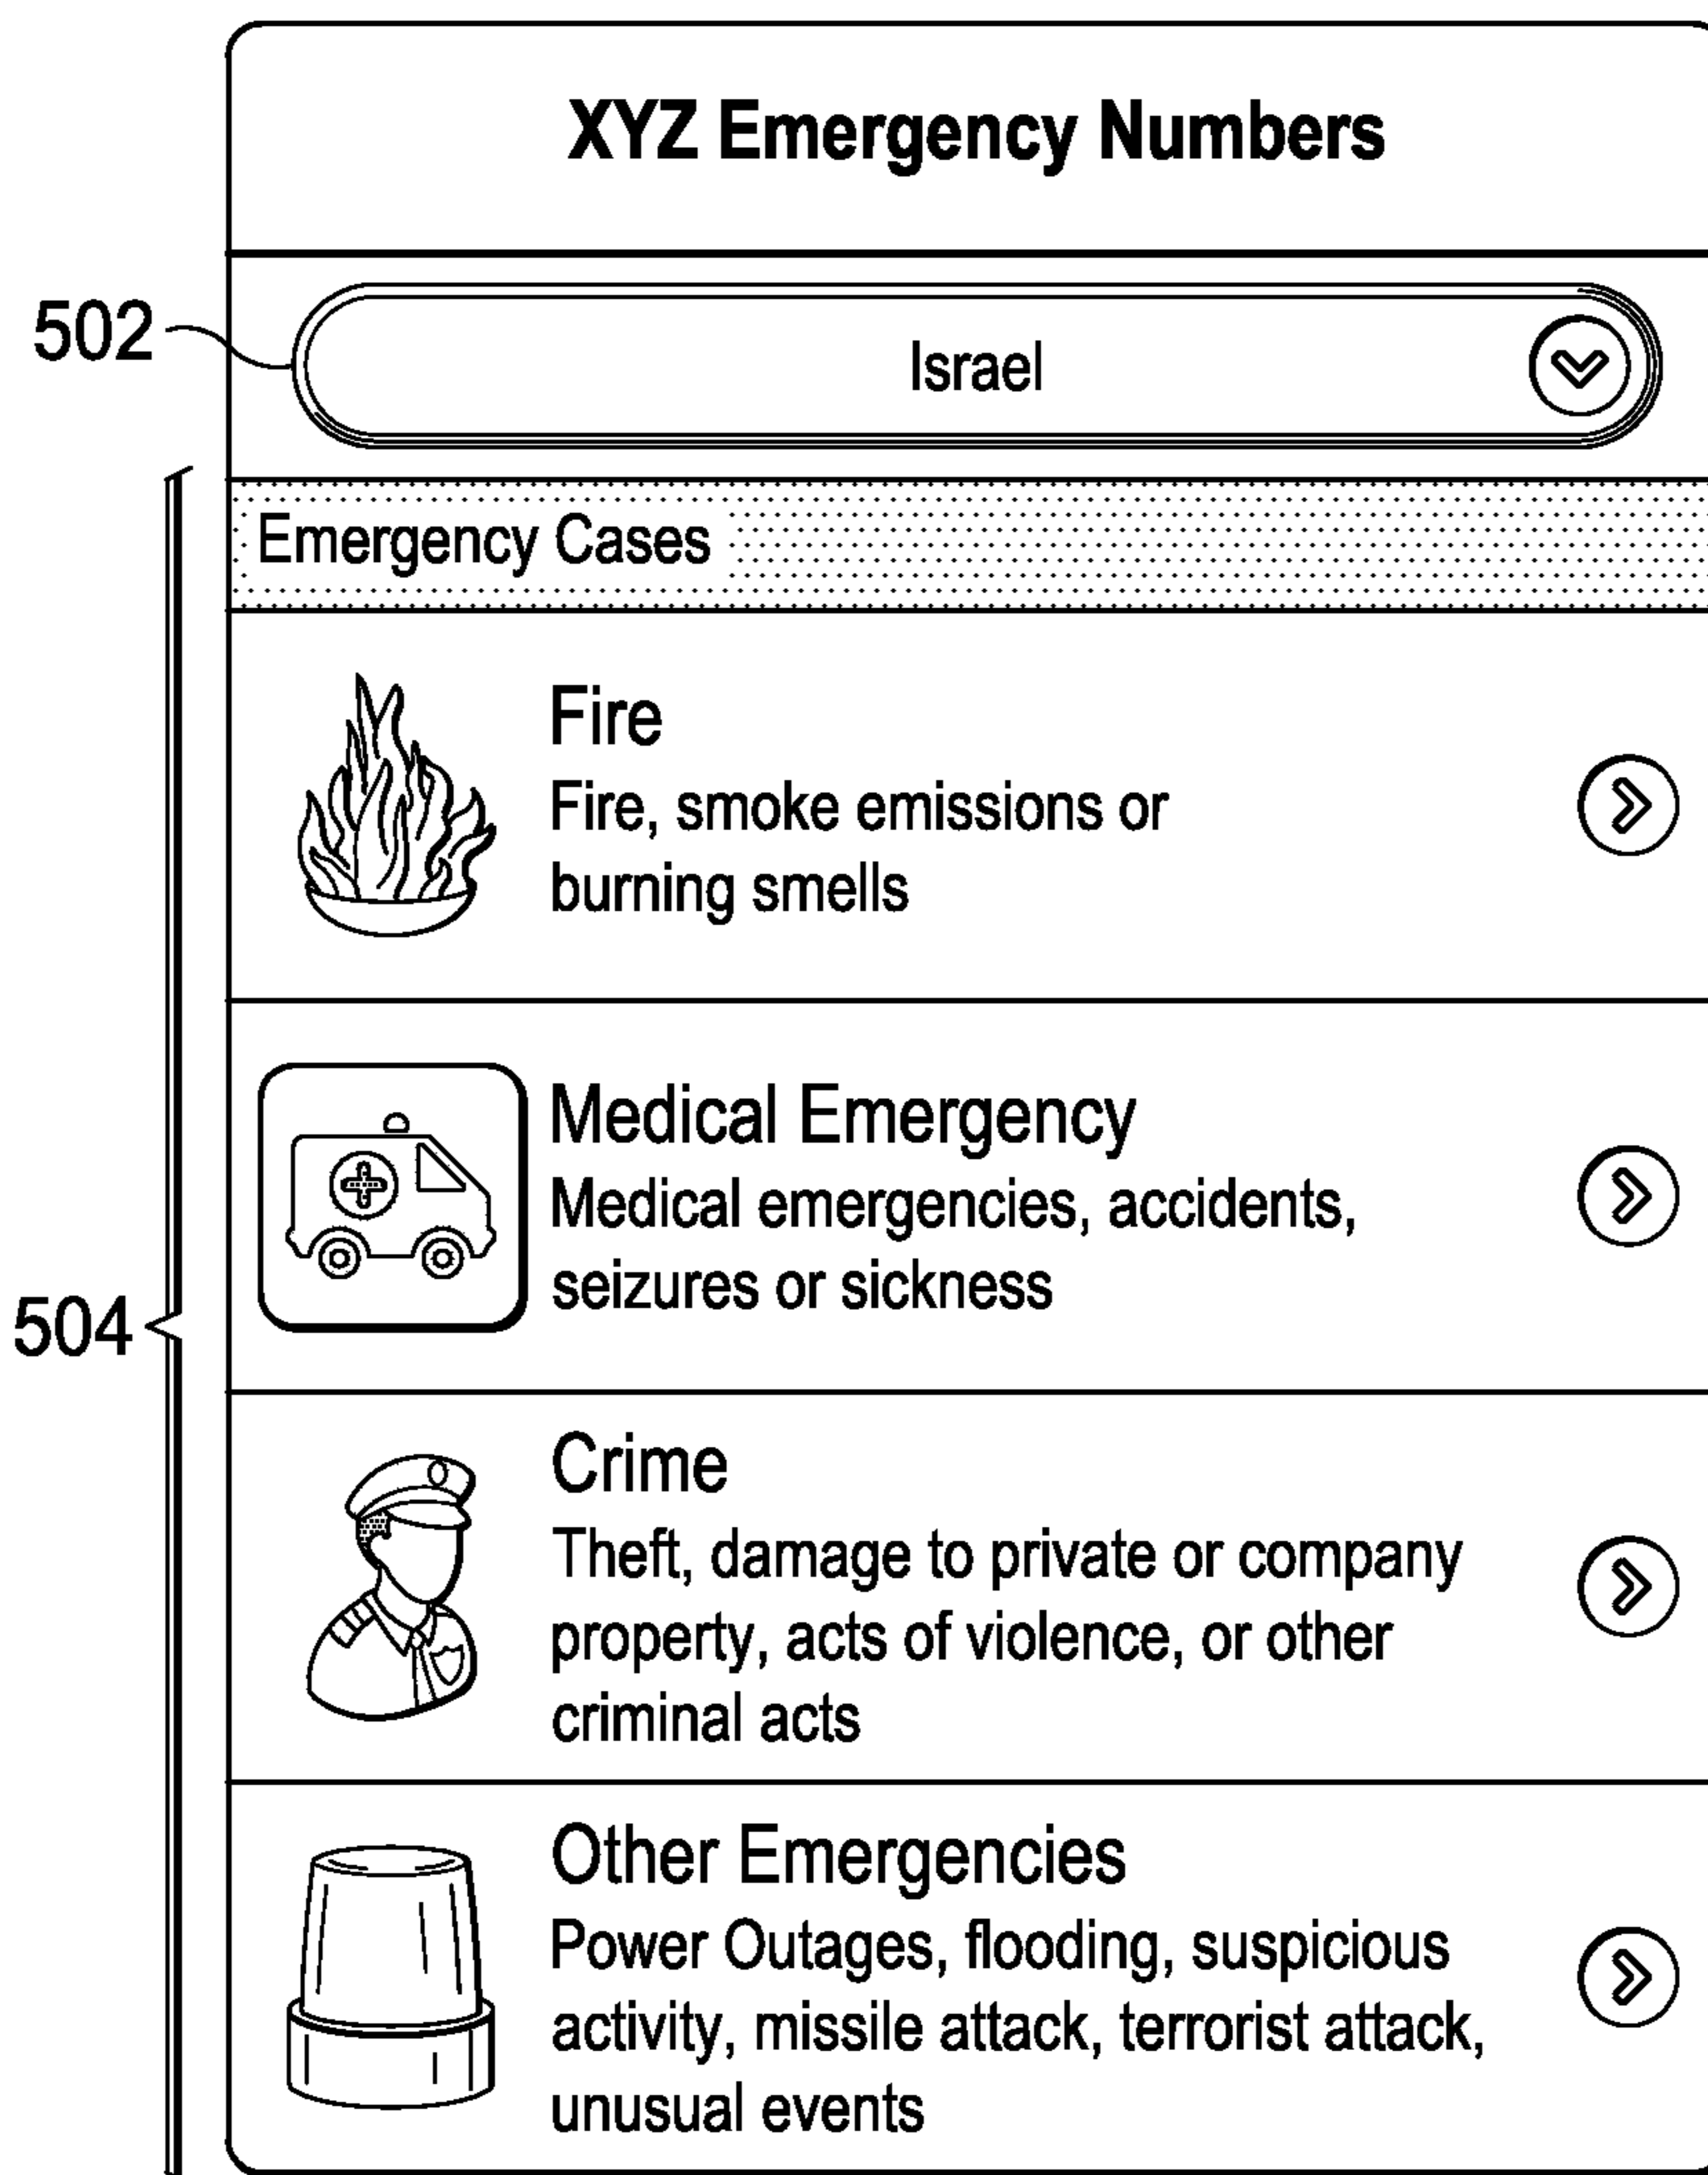 XYZ Emergency Numbers
502
Israel
Emergency Cases
Fire
Fire, smoke emissions or
burning smells
504
Medical Emergency
Medical emergencies, accidents,
seizures or sickness
Crime
Theft, damage to private or company
property, acts of violence, or other
criminal acts
Other Emergencies
Power Outages, flooding, suspicious
activity, missile attack, terrorist attack,
unusual events